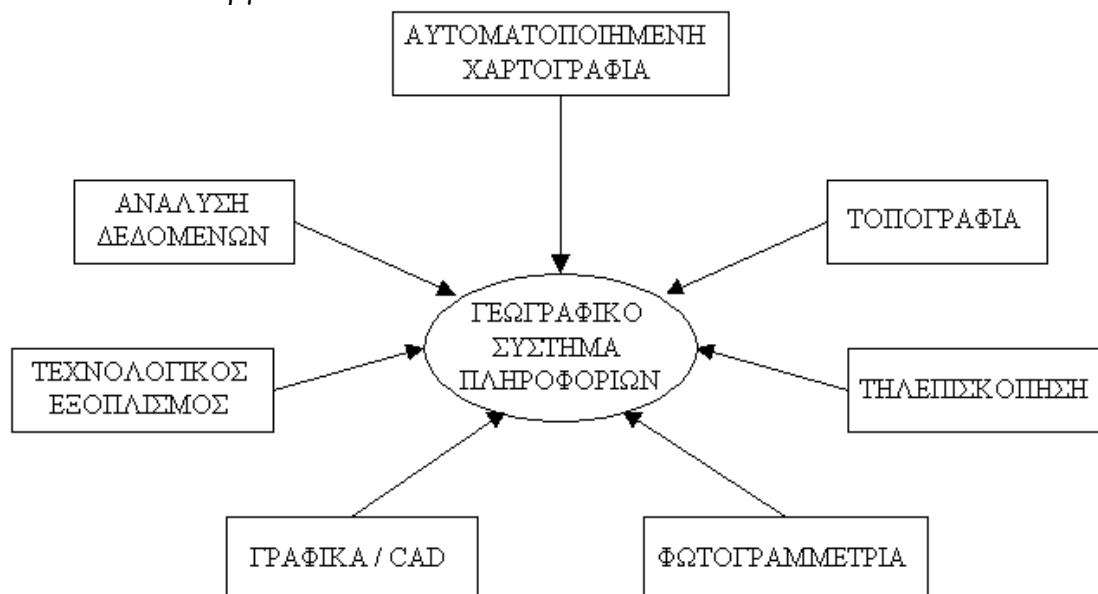 ΑΥΤΟΜΑΤΟΠΟΙΗΜΕΝΗ
ΧΑΡΤΟΓΡΑΦΙΑ
ΑΝΑΛΥΣΗ
ΔΕΔΟΜΕΝΩΝ
ΤΟΠΟΓΡΑΦΙΑ
ΓΕΩΓΡΑΦΙΚΟ
ΣΥΣΤΗΜΑ
ΠΛΗΡΟΦΟΡΙΩΝ
ΤΕΧΝΟΛΟΓΙΚΟΣ
ΕΞΟΠΛΙΣΜΟΣ
ΤΗΛΕΠΙΣΚΟΠΗΣΗ
ΓΡΑΦΙΚΑ / CAD
ΦΩΤΟΓΡΑΜΜΕΤΡΙΑ